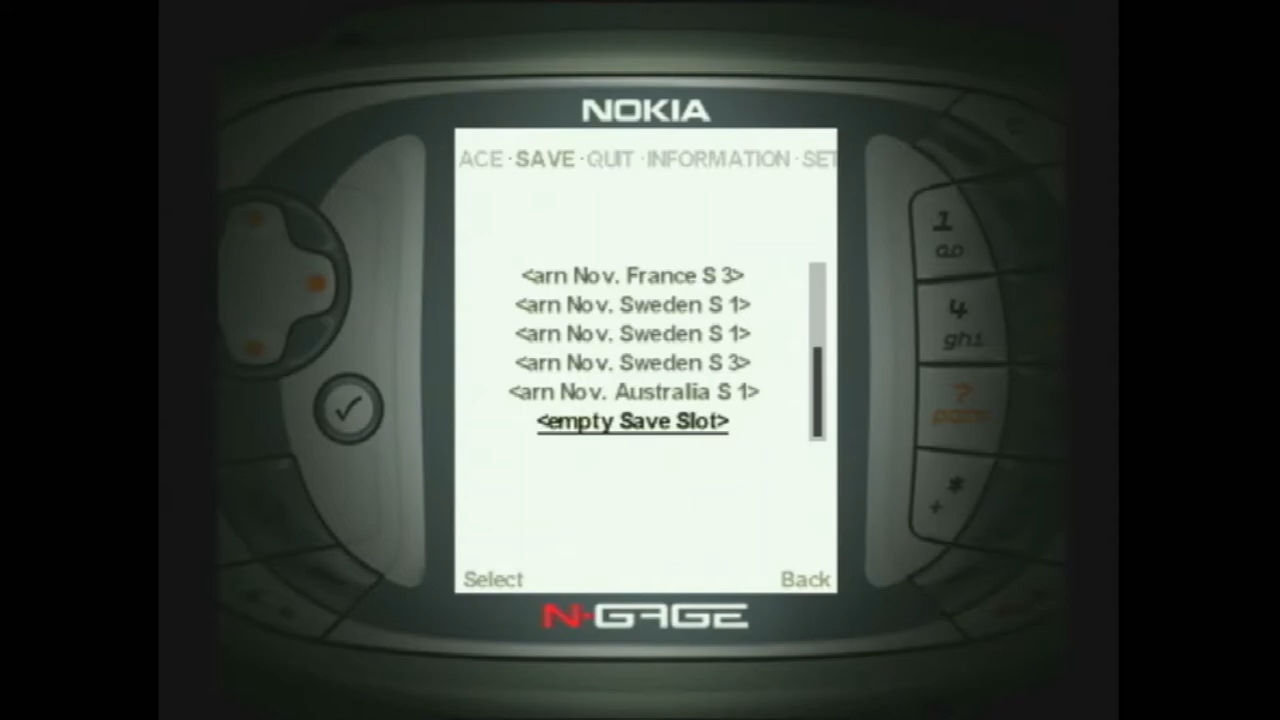 NOKIA
ACE · SAVE · QUIT · INFORMATION · SET
<arn Nov. France S 3>
<arn Nov. Sweden S 1>
<arn Nov. Sweden S 1>
<arn Nov. Sweden S 3>
<arn Nov. Australia S 1>
<empty Save Slot>
Select Back
N-GAGE
1
4
ghi
*
+